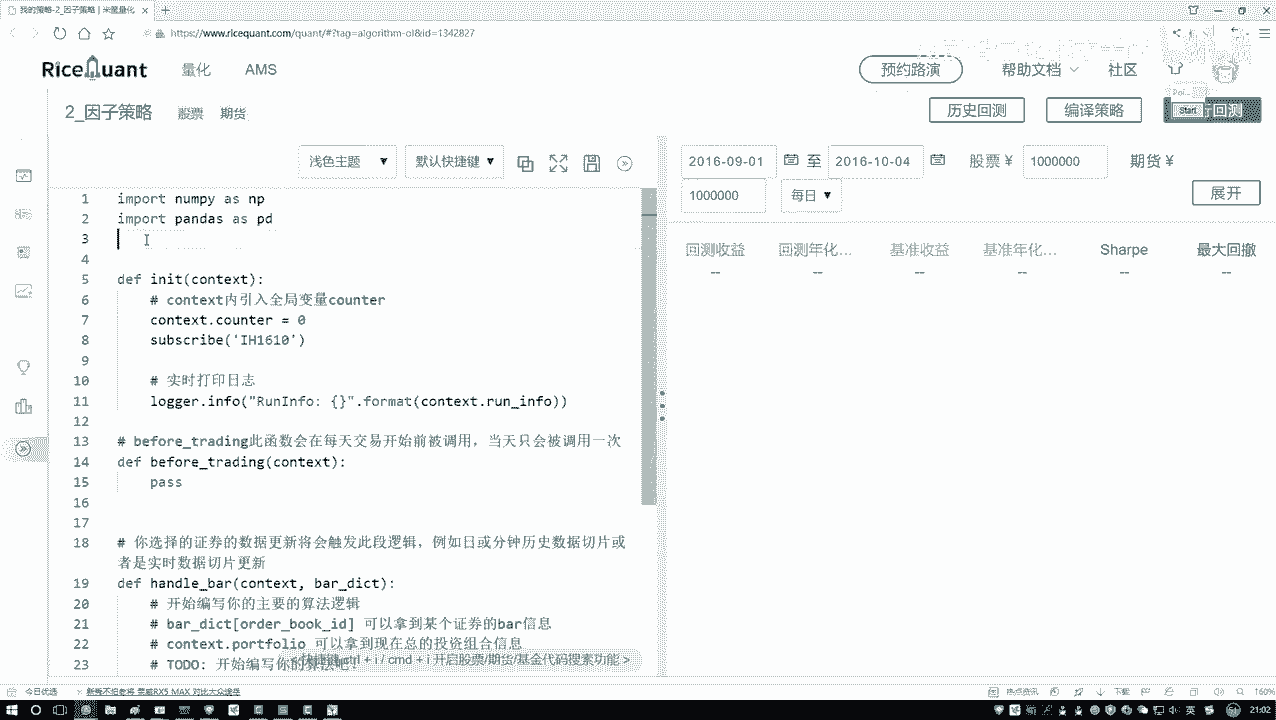 我的策略-2_因子策略 | 米筐量化
https://www.ricequant.com/quant/#?tag=algorithm-ol&id=1342827
RiceQuant 量化 AMS 预约路演 帮助文档 社区
2_因子策略 股票 期货 历史回测 编译策略 回测
Start
浅色主题 默认快捷键 2016-09-01 至 2016-10-04 股票 ¥ 1000000 期货 ¥
1000000 每日 展开
回测收益 回测年化... 基准收益 基准年化... Sharpe 最大回撤
-- -- -- -- -- --
1 import numpy as np
2 import pandas as pd
3
4
5 def init(context):
6 # context内引入全局变量counter
7 context.counter = 0
8 subscribe('IH1610')
9
10 # 实时打印日志
11 logger.info("RunInfo: {}".format(context.run_info))
12
13 # before_trading此函数会在每天交易开始前被调用，当天只会被调用一次
14 def before_trading(context):
15 pass
16
17
18 # 你选择的证券的数据更新将会触发此段逻辑，例如日或分钟历史数据切片或
者是实时数据切片更新
19 def handle_bar(context, bar_dict):
20 # 开始编写你的主要的算法逻辑
21 # bar_dict[order_book_id] 可以拿到某个证券的bar信息
22 # context.portfolio 可以拿到现在总的投资组合信息
23 # TODO: 开始编写你的算法吧！
ctrl + i / cmd + i 开启股票/期货/基金代码搜索功能 >
今日优选 热点资讯 下载 160%
英 21:02